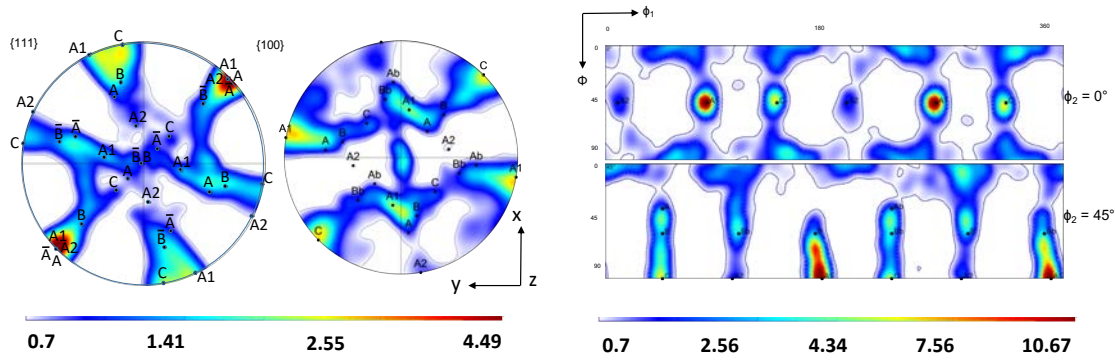 {111}
A1
C
B
A
A2
A1
A2
A
A
B̅
A2
C
B̅
A̅
A1
A̅
C
B̅
B
A
C
A2
A1
A
B
C
A2
B
A1
A̅
A2
A
A̅
B̅
C
A1
{100}
C
Ab
Bb
A1
A
B
C
A1
A
B
A2
A2
Ab
Bb
A1
Ab
Bb
A1
C
A
B
C
A2
x
y
z
0.7
1.41
2.55
4.49
ϕ₁
0
180
360
Φ
0
45
90
ϕ₂ = 0°
0
45
90
ϕ₂ = 45°
0.7
2.56
4.34
7.56
10.67